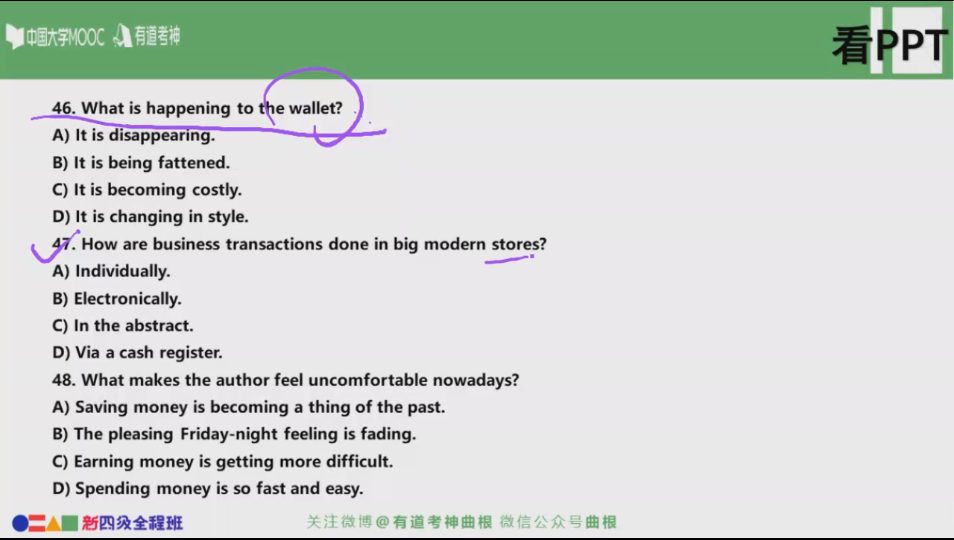 中国大学MOOC 有道考神
看PPT
46. What is happening to the wallet?
A) It is disappearing.
B) It is being fattened.
C) It is becoming costly.
D) It is changing in style.
47. How are business transactions done in big modern stores?
A) Individually.
B) Electronically.
C) In the abstract.
D) Via a cash register.
48. What makes the author feel uncomfortable nowadays?
A) Saving money is becoming a thing of the past.
B) The pleasing Friday-night feeling is fading.
C) Earning money is getting more difficult.
D) Spending money is so fast and easy.
新四级全程班 关注微博@有道考神曲根 微信公众号曲根